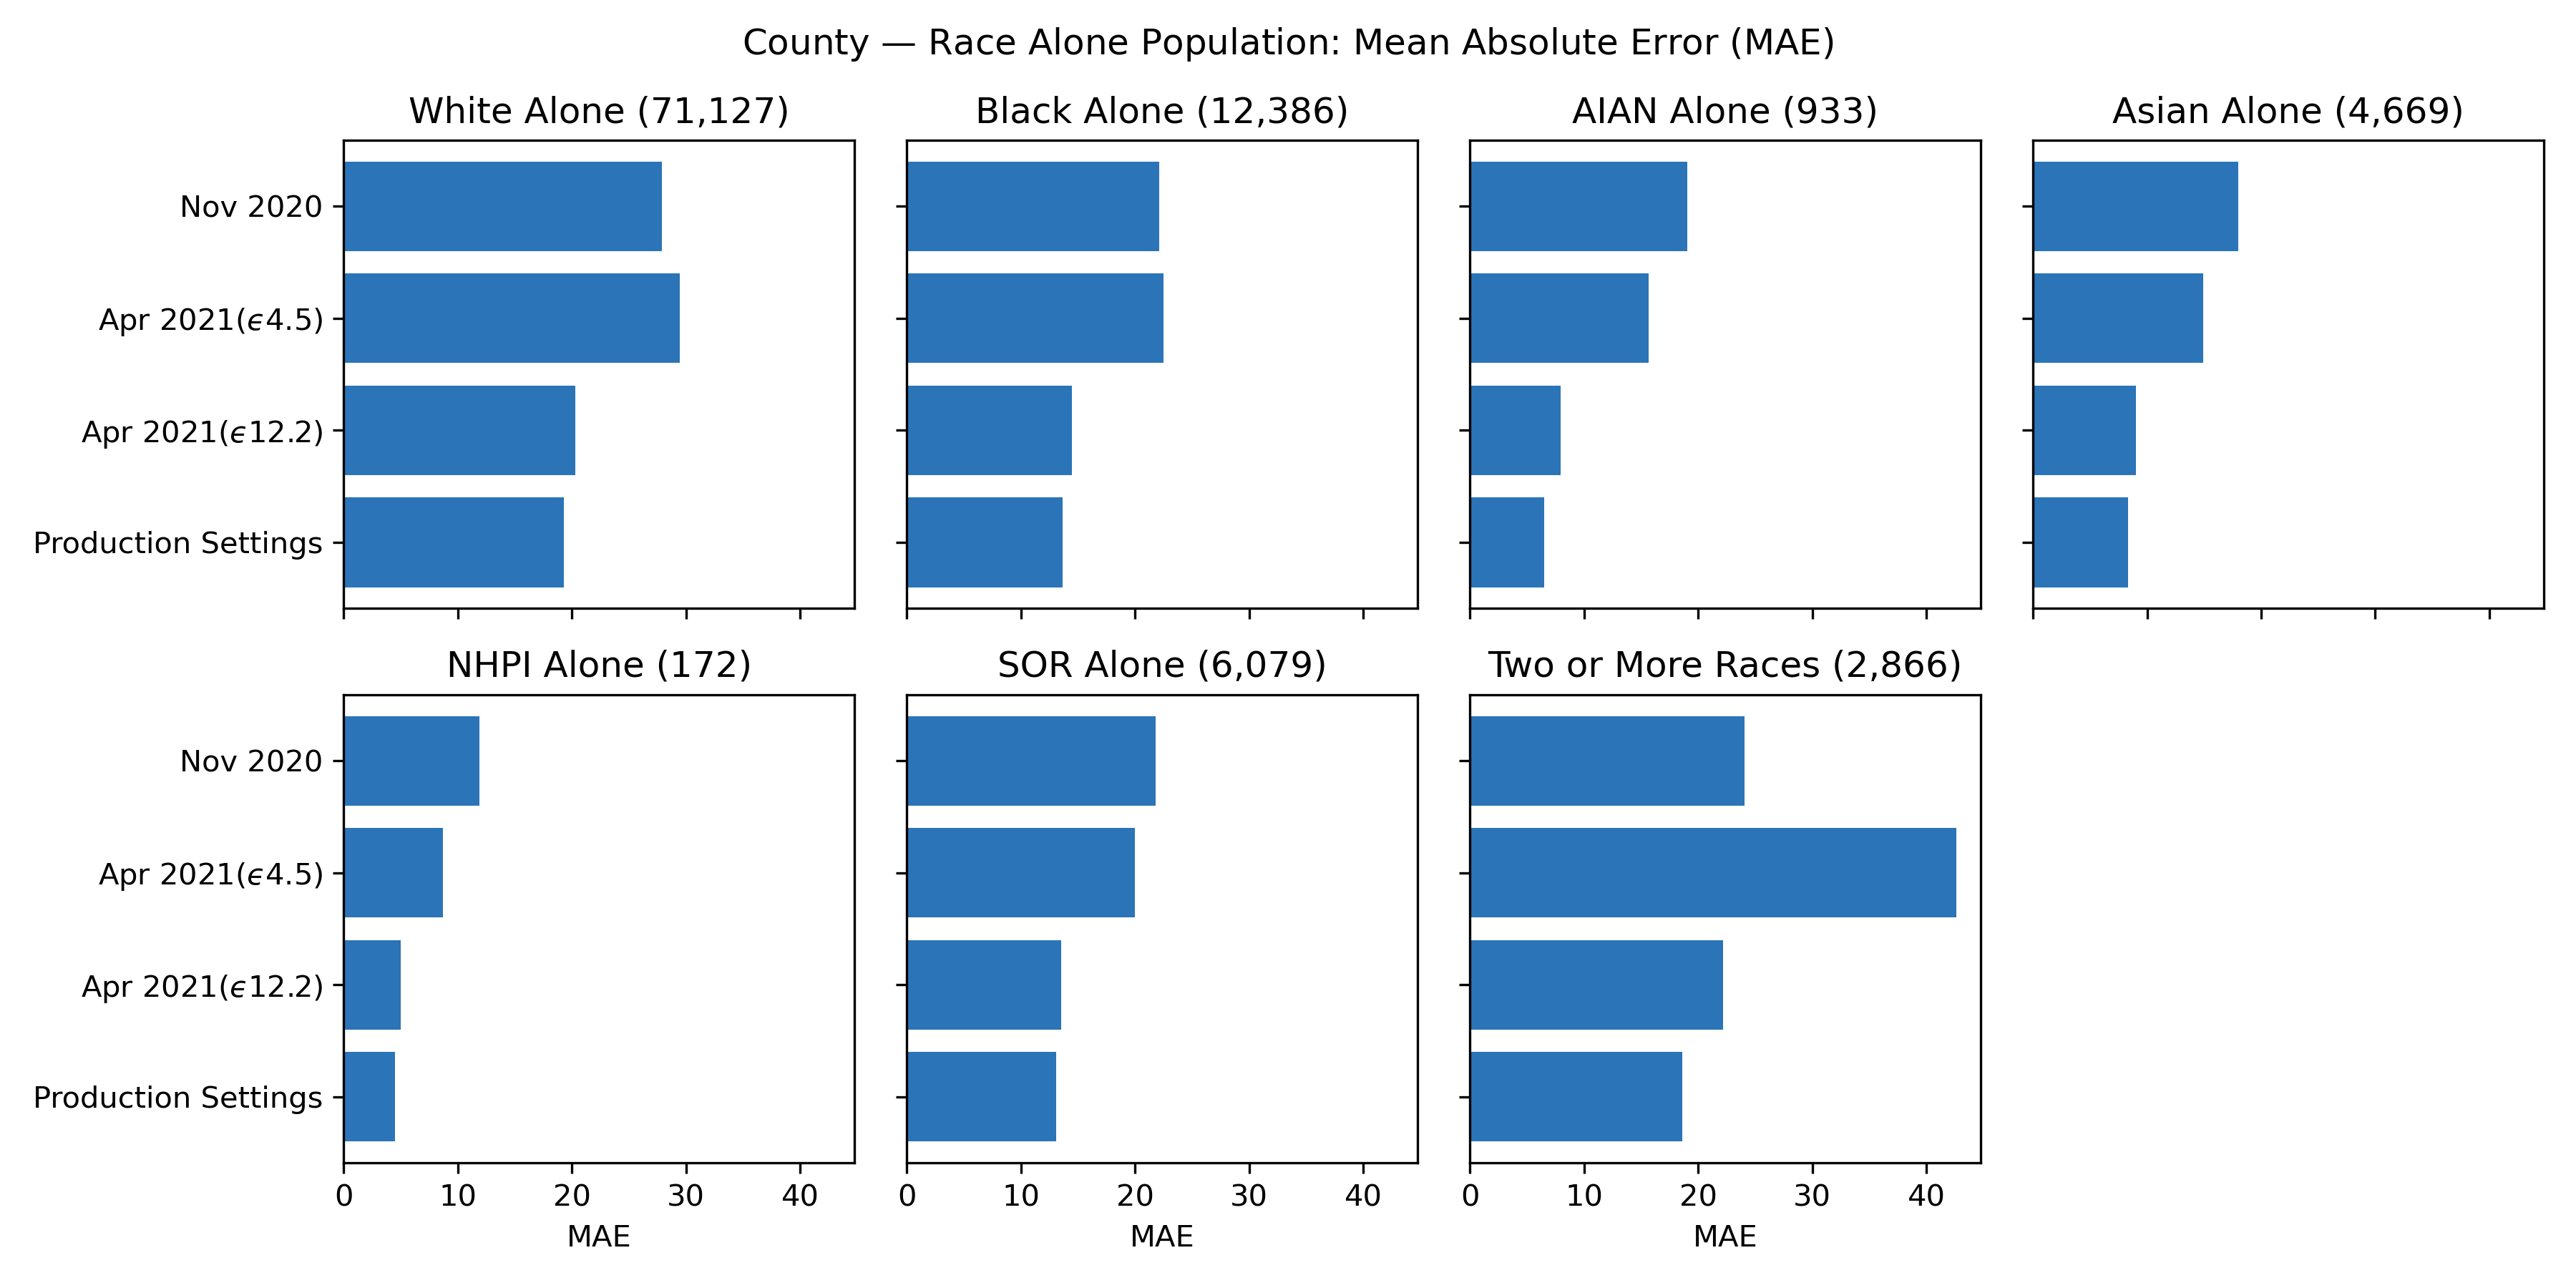 County — Race Alone Population: Mean Absolute Error (MAE)
White Alone (71,127)
Black Alone (12,386)
AIAN Alone (933)
Asian Alone (4,669)
Nov 2020
Apr 2021(ϵ4.5)
Apr 2021(ϵ12.2)
Production Settings
NHPI Alone (172)
SOR Alone (6,079)
Two or More Races (2,866)
Nov 2020
Apr 2021(ϵ4.5)
Apr 2021(ϵ12.2)
Production Settings
0 10 20 30 40
0 10 20 30 40
0 10 20 30 40
MAE
MAE
MAE